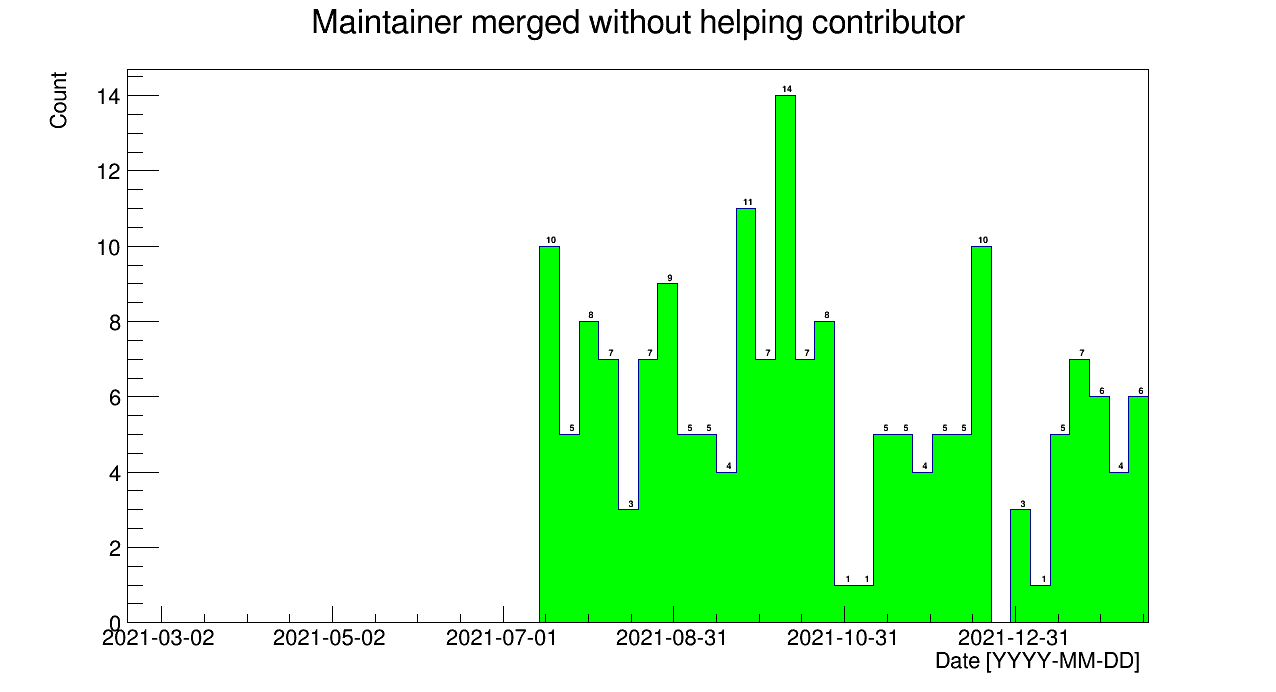 Maintainer merged without helping contributor
Count
14
12
10
8
6
4
2
0
10 5 8 7 3 7 9 5 5 4 11 7 14 7 8 1 1 5 5 4 5 5 10 3 1 5 7 6 4 6
2021-03-02 2021-05-02 2021-07-01 2021-08-31 2021-10-31 2021-12-31
Date [YYYY-MM-DD]